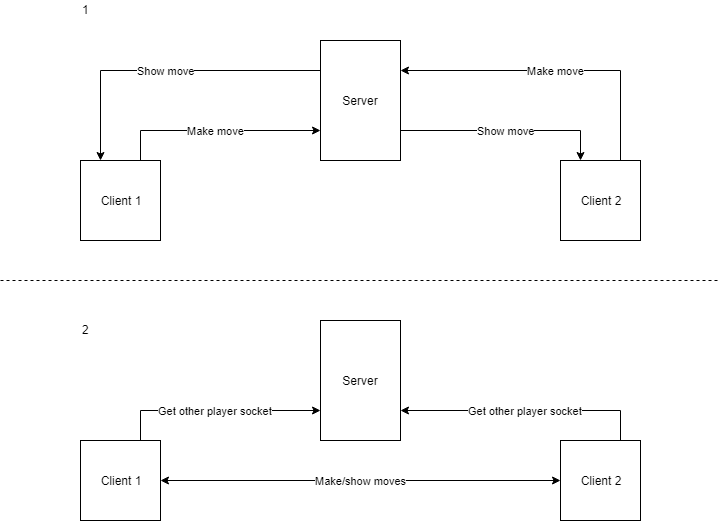 1
Show move
Server
Make move
Make move
Show move
Client 1
Client 2
2
Server
Get other player socket
Get other player socket
Client 1
Make/show moves
Client 2